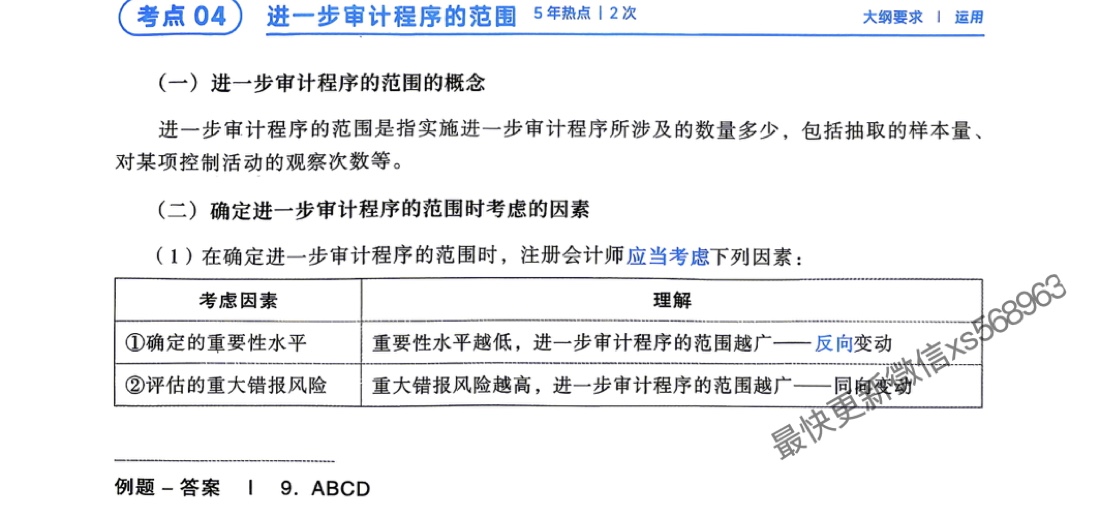 考点 04 进一步审计程序的范围 5年热点 | 2次 大纲要求 | 运用
（一）进一步审计程序的范围的概念
进一步审计程序的范围是指实施进一步审计程序所涉及的数量多少，包括抽取的样本量、
对某项控制活动的观察次数等。
（二）确定进一步审计程序的范围时考虑的因素
（1）在确定进一步审计程序的范围时，注册会计师应当考虑下列因素：
考虑因素 理解
①确定的重要性水平 重要性水平越低，进一步审计程序的范围越广——反向变动
②评估的重大错报风险 重大错报风险越高，进一步审计程序的范围越广——同向变动
最快更新微信xs568963
例题－答案 | 9. ABCD